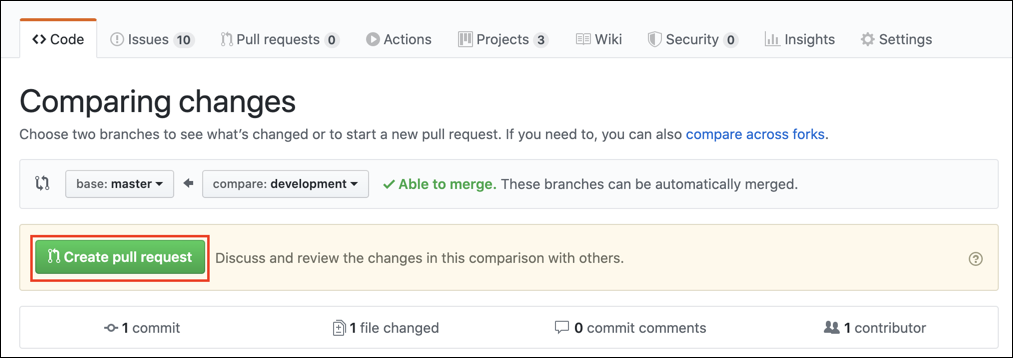 Code Issues 10 Pull requests 0 Actions Projects 3 Wiki Security 0 Insights Settings
Comparing changes
Choose two branches to see what's changed or to start a new pull request. If you need to, you can also compare across forks.
base: master compare: development Able to merge. These branches can be automatically merged.
Create pull request Discuss and review the changes in this comparison with others. ?
1 commit 1 file changed 0 commit comments 1 contributor